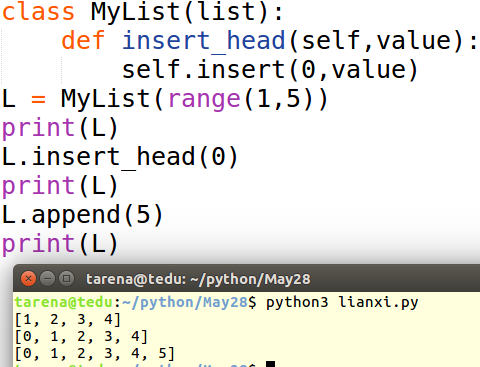 class MyList(list):
    def insert_head(self,value):
        self.insert(0,value)
L = MyList(range(1,5))
print(L)
L.insert_head(0)
print(L)
L.append(5)
print(L)
tarena@tedu: ~/python/May28
tarena@tedu:~/python/May28$ python3 lianxi.py
[1, 2, 3, 4]
[0, 1, 2, 3, 4]
[0, 1, 2, 3, 4, 5]